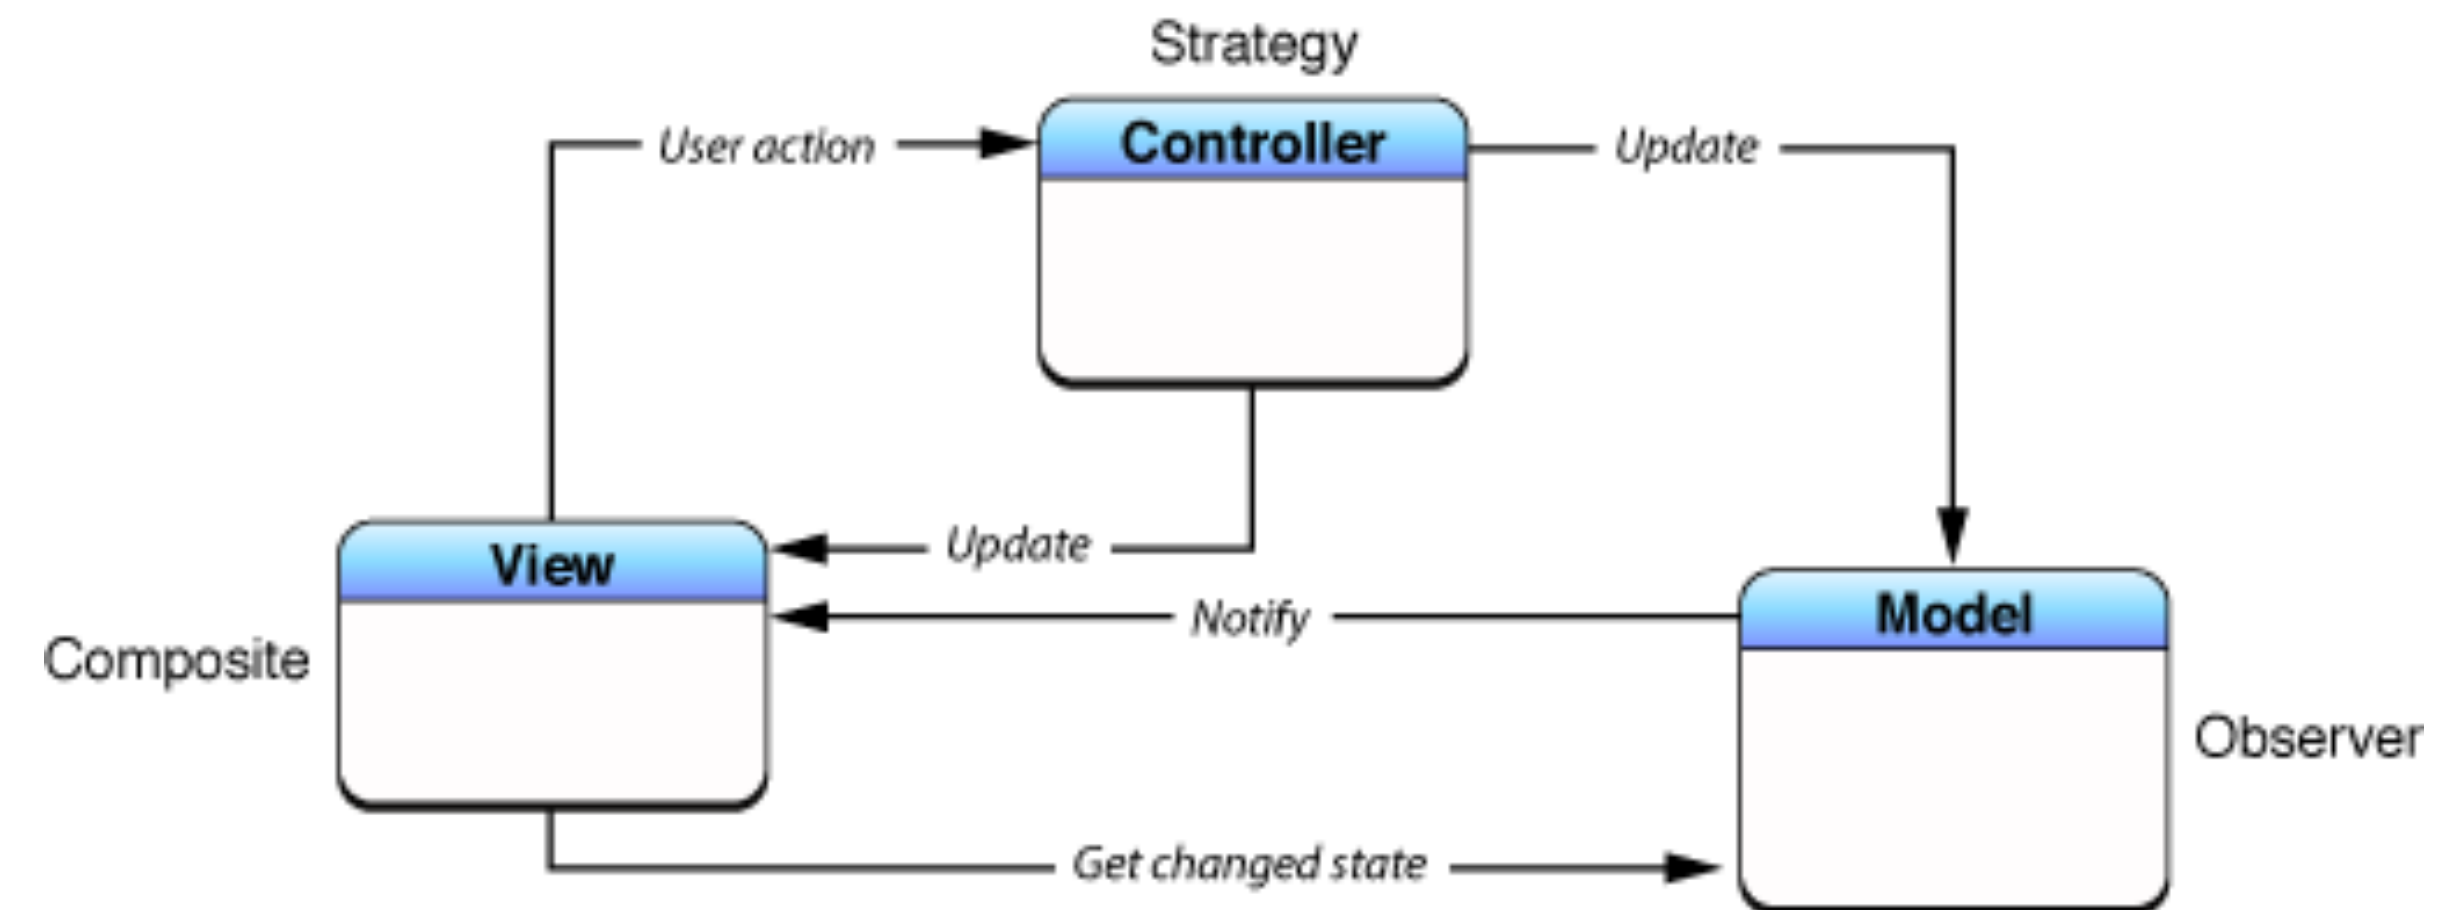 Strategy
Controller
User action
Update
Update
View
Notify
Model
Composite
Observer
Get changed state